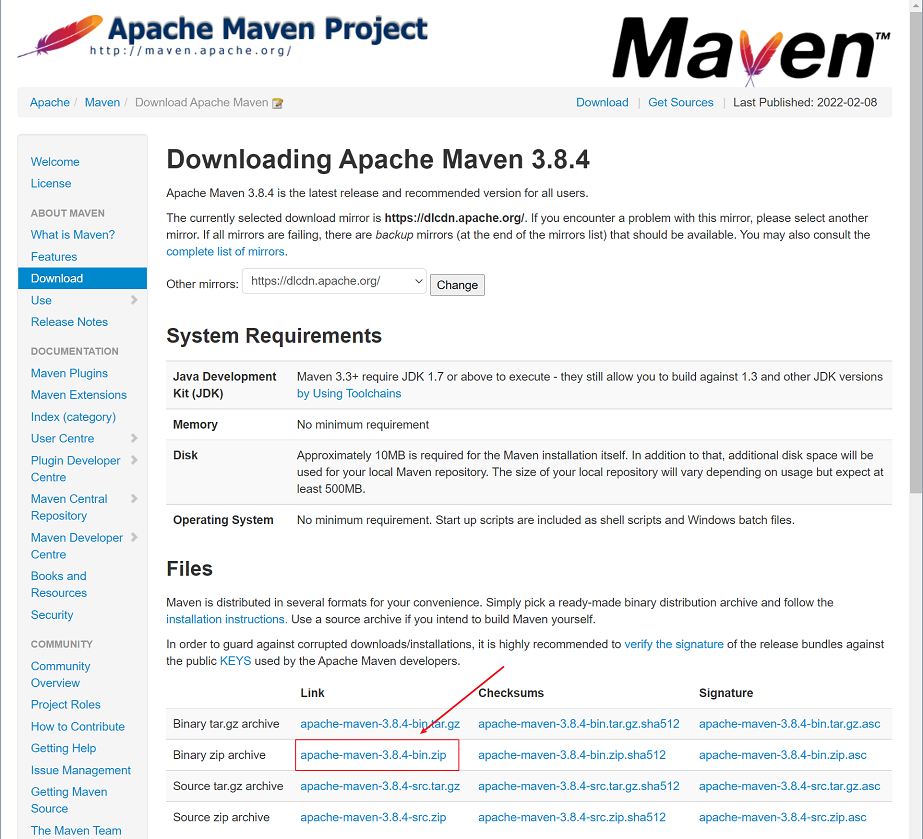 Apache Maven Project
http://maven.apache.org/
Maven™
Apache / Maven / Download Apache Maven
Download | Get Sources | Last Published: 2022-02-08
Welcome
License
ABOUT MAVEN
What is Maven?
Features
Download
Use
Release Notes
DOCUMENTATION
Maven Plugins
Maven Extensions
Index (category)
User Centre
Plugin Developer
Centre
Maven Central
Repository
Maven Developer
Centre
Books and
Resources
Security
COMMUNITY
Community
Overview
Project Roles
How to Contribute
Getting Help
Issue Management
Getting Maven
Source
The Maven Team
Downloading Apache Maven 3.8.4
Apache Maven 3.8.4 is the latest release and recommended version for all users.
The currently selected download mirror is https://dlcdn.apache.org/. If you encounter a problem with this mirror, please select another
mirror. If all mirrors are failing, there are backup mirrors (at the end of the mirrors list) that should be available. You may also consult the
complete list of mirrors.
Other mirrors: https://dlcdn.apache.org/ Change
System Requirements
Java Development Maven 3.3+ require JDK 1.7 or above to execute - they still allow you to build against 1.3 and other JDK versions
Kit (JDK) by Using Toolchains
Memory No minimum requirement
Disk Approximately 10MB is required for the Maven installation itself. In addition to that, additional disk space will be
used for your local Maven repository. The size of your local repository will vary depending on usage but expect at
least 500MB.
Operating System No minimum requirement. Start up scripts are included as shell scripts and Windows batch files.
Files
Maven is distributed in several formats for your convenience. Simply pick a ready-made binary distribution archive and follow the
installation instructions. Use a source archive if you intend to build Maven yourself.
In order to guard against corrupted downloads/installations, it is highly recommended to verify the signature of the release bundles against
the public KEYS used by the Apache Maven developers.
Link Checksums Signature
Binary tar.gz archive apache-maven-3.8.4-bin.tar.gz apache-maven-3.8.4-bin.tar.gz.sha512 apache-maven-3.8.4-bin.tar.gz.asc
Binary zip archive apache-maven-3.8.4-bin.zip apache-maven-3.8.4-bin.zip.sha512 apache-maven-3.8.4-bin.zip.asc
Source tar.gz archive apache-maven-3.8.4-src.tar.gz apache-maven-3.8.4-src.tar.gz.sha512 apache-maven-3.8.4-src.tar.gz.asc
Source zip archive apache-maven-3.8.4-src.zip apache-maven-3.8.4-src.zip.sha512 apache-maven-3.8.4-src.zip.asc